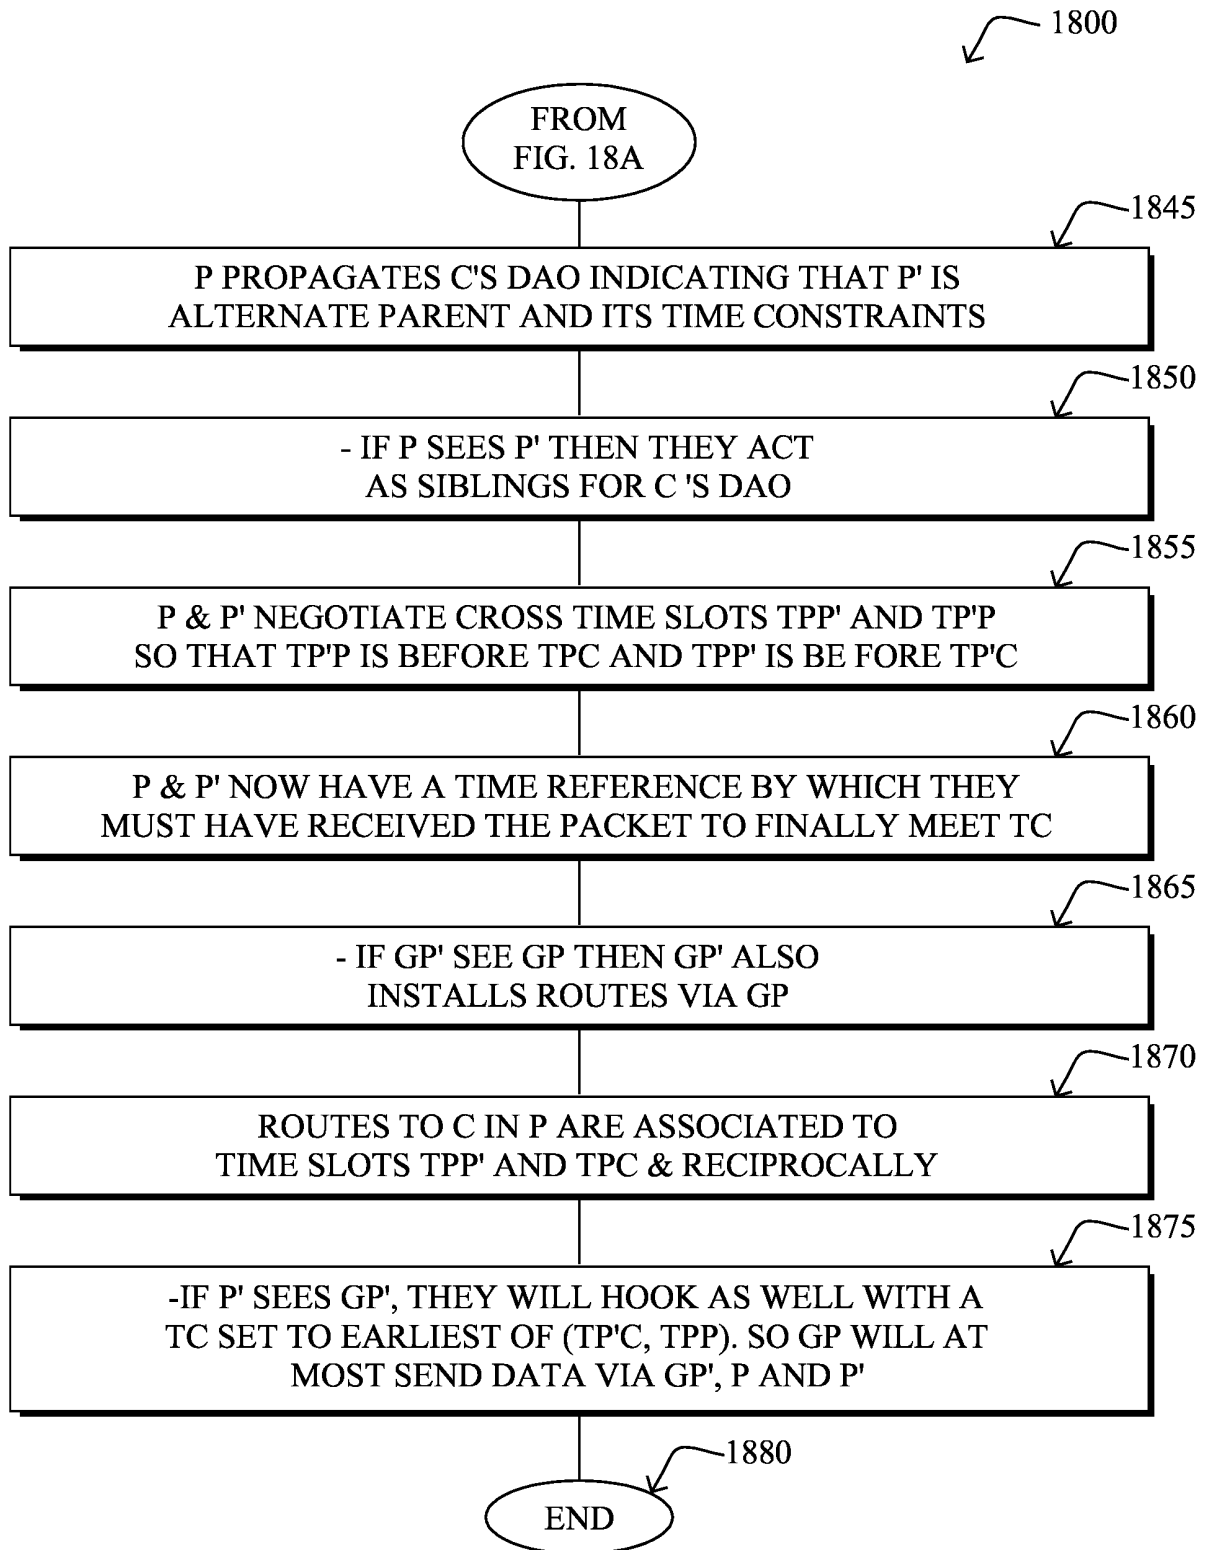 1800
FROM
FIG. 18A
1845
P PROPAGATES C'S DAO INDICATING THAT P' IS
ALTERNATE PARENT AND ITS TIME CONSTRAINTS
1850
- IF P SEES P' THEN THEY ACT
AS SIBLINGS FOR C 'S DAO
1855
P & P' NEGOTIATE CROSS TIME SLOTS TPP' AND TP'P
SO THAT TP'P IS BEFORE TPC AND TPP' IS BE FORE TP'C
1860
P & P' NOW HAVE A TIME REFERENCE BY WHICH THEY
MUST HAVE RECEIVED THE PACKET TO FINALLY MEET TC
1865
- IF GP' SEE GP THEN GP' ALSO
INSTALLS ROUTES VIA GP
1870
ROUTES TO C IN P ARE ASSOCIATED TO
TIME SLOTS TPP' AND TPC & RECIPROCALLY
1875
-IF P' SEES GP', THEY WILL HOOK AS WELL WITH A
TC SET TO EARLIEST OF (TP'C, TPP). SO GP WILL AT
MOST SEND DATA VIA GP', P AND P'
1880
END